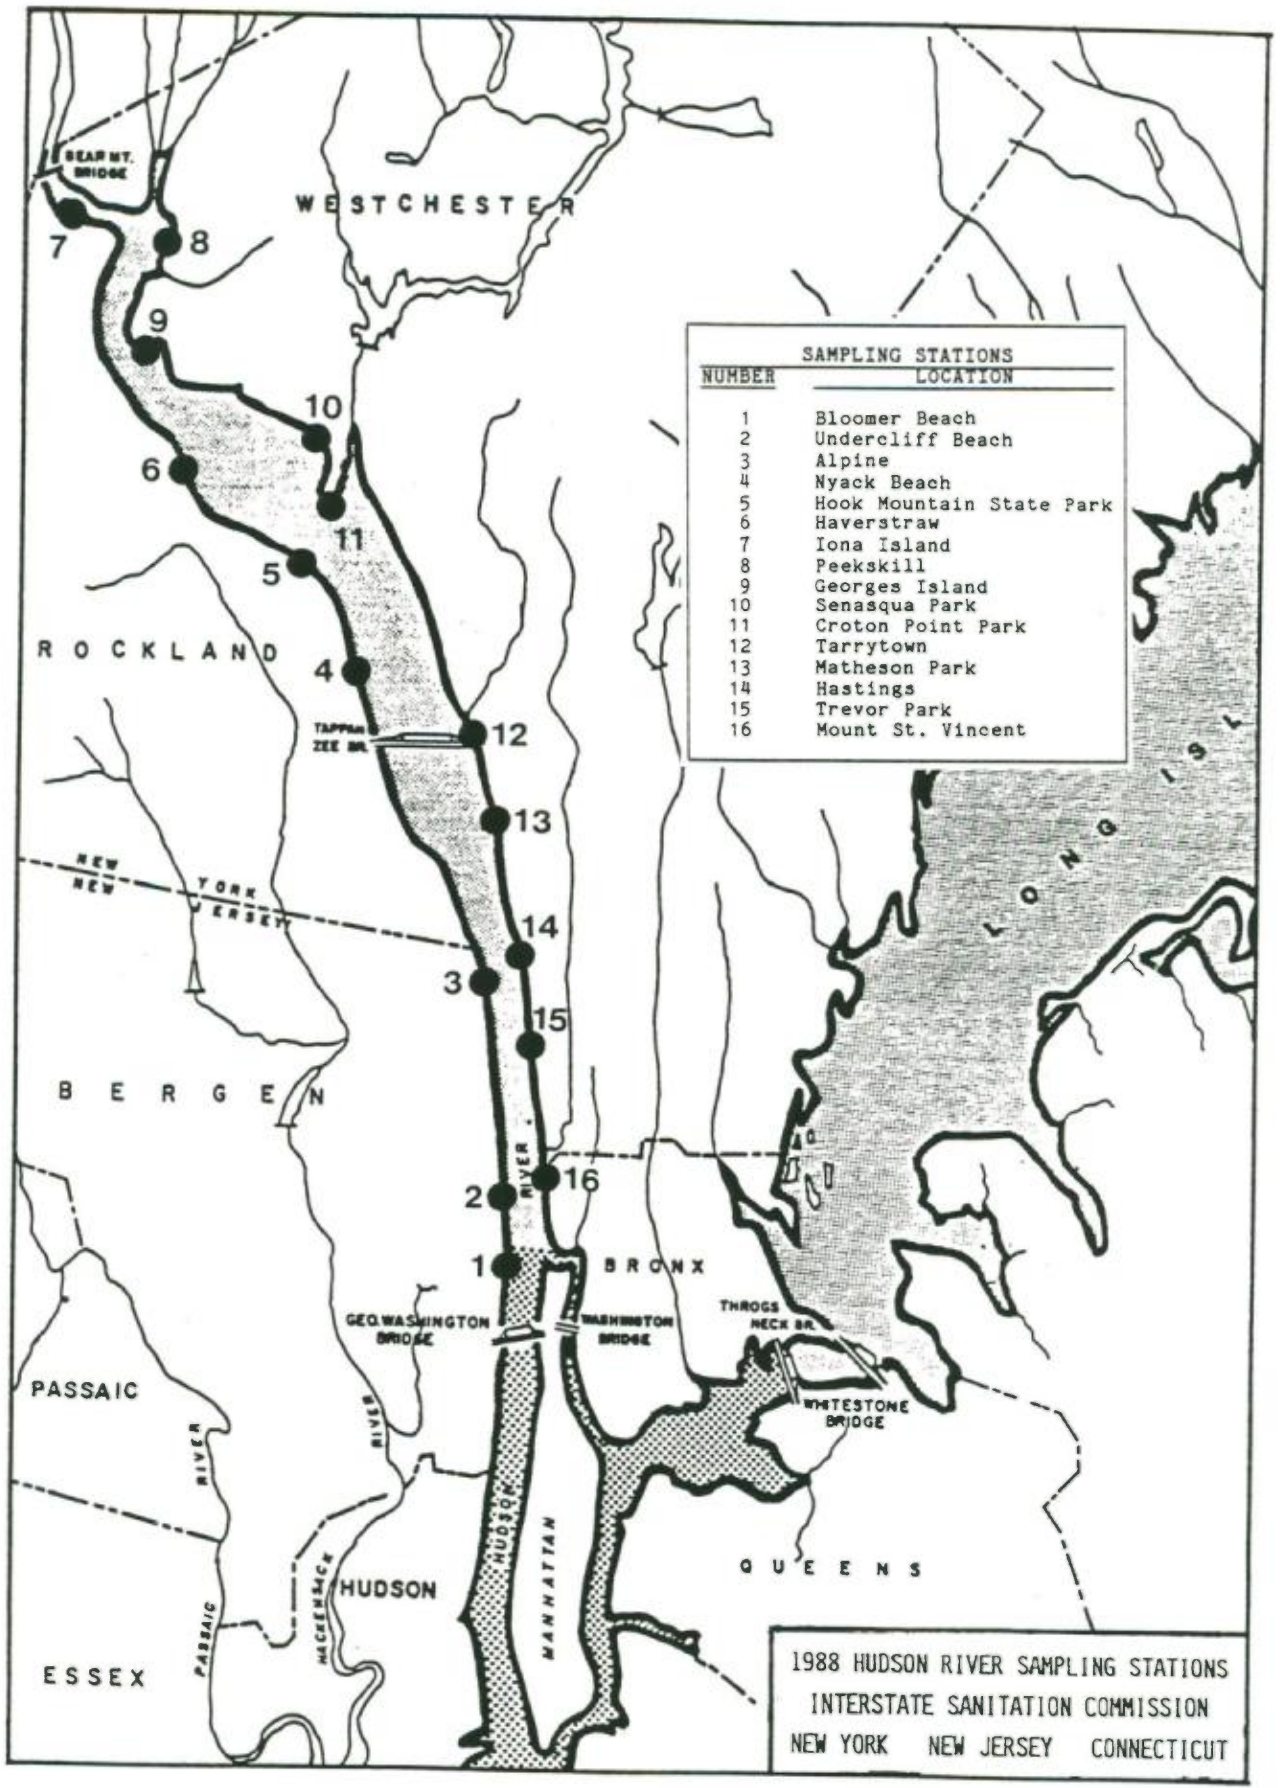 BEAR MT.
BRIDGE
WESTCHESTER
7
8
9
10
6
11
5
SAMPLING STATIONS
NUMBER LOCATION
1 Bloomer Beach
2 Undercliff Beach
3 Alpine
4 Nyack Beach
5 Hook Mountain State Park
6 Haverstraw
7 Iona Island
8 Peekskill
9 Georges Island
10 Senasqua Park
11 Croton Point Park
12 Tarrytown
13 Matheson Park
14 Hastings
15 Trevor Park
16 Mount St. Vincent
ROCKLAND
4
TAPPAN
ZEE BR.
12
13
LONG ISL
NEW YORK
NEW JERSEY
14
3
15
BERGEN
RIVER
2
16
1
BRONX
GEO. WASHINGTON
BRIDGE
WASHINGTON
BRIDGE
THROGS
NECK BR.
WHITESTONE
BRIDGE
PASSAIC
RIVER
RIVER
HUDSON
MANHATTAN
QUEENS
HUDSON
HACKENSACK
PASSAIC
ESSEX
1988 HUDSON RIVER SAMPLING STATIONS
INTERSTATE SANITATION COMMISSION
NEW YORK NEW JERSEY CONNECTICUT